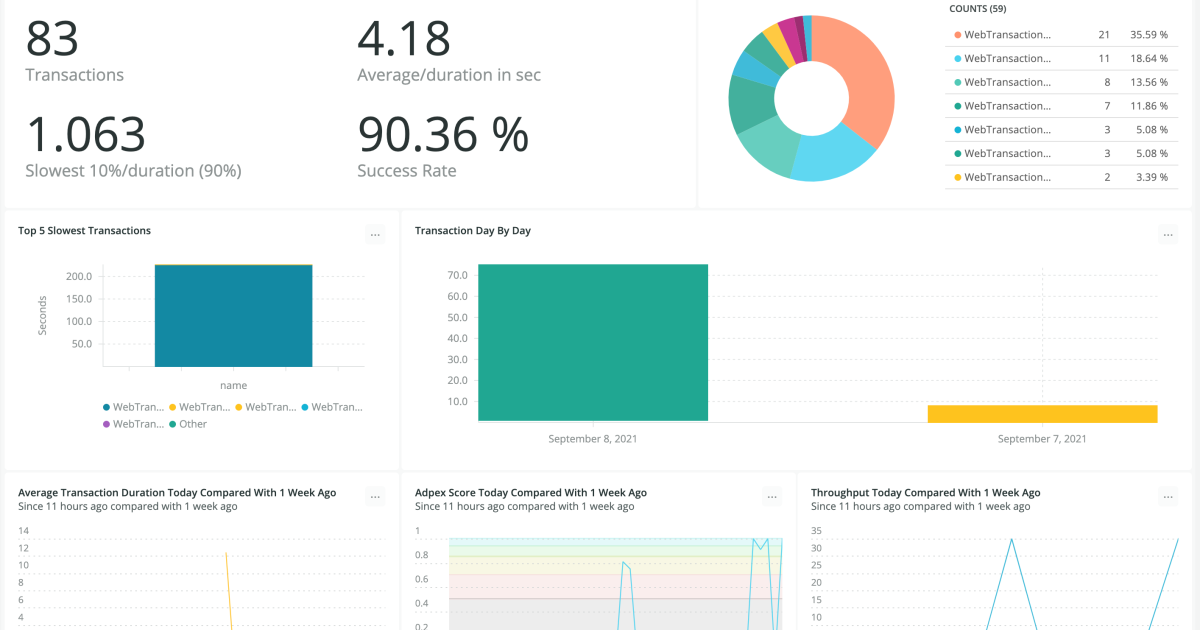 83
Transactions
4.18
Average/duration in sec
1.063
Slowest 10%/duration (90%)
90.36 %
Success Rate
COUNTS (59)
WebTransaction... 21 35.59 %
WebTransaction... 11 18.64 %
WebTransaction... 8 13.56 %
WebTransaction... 7 11.86 %
WebTransaction... 3 5.08 %
WebTransaction... 3 5.08 %
WebTransaction... 2 3.39 %
Top 5 Slowest Transactions
...
Seconds
200.0
150.0
100.0
50.0
name
WebTran... WebTran... WebTran... WebTran...
WebTran... Other
Transaction Day By Day
...
70.0
60.0
50.0
40.0
30.0
20.0
10.0
September 8, 2021 September 7, 2021
Average Transaction Duration Today Compared With 1 Week Ago
...
Since 11 hours ago compared with 1 week ago
14
12
10
8
6
4
Adpex Score Today Compared With 1 Week Ago
...
Since 11 hours ago compared with 1 week ago
1
0.8
0.6
0.4
0.2
Throughput Today Compared With 1 Week Ago
...
Since 11 hours ago compared with 1 week ago
35
30
25
20
15
10